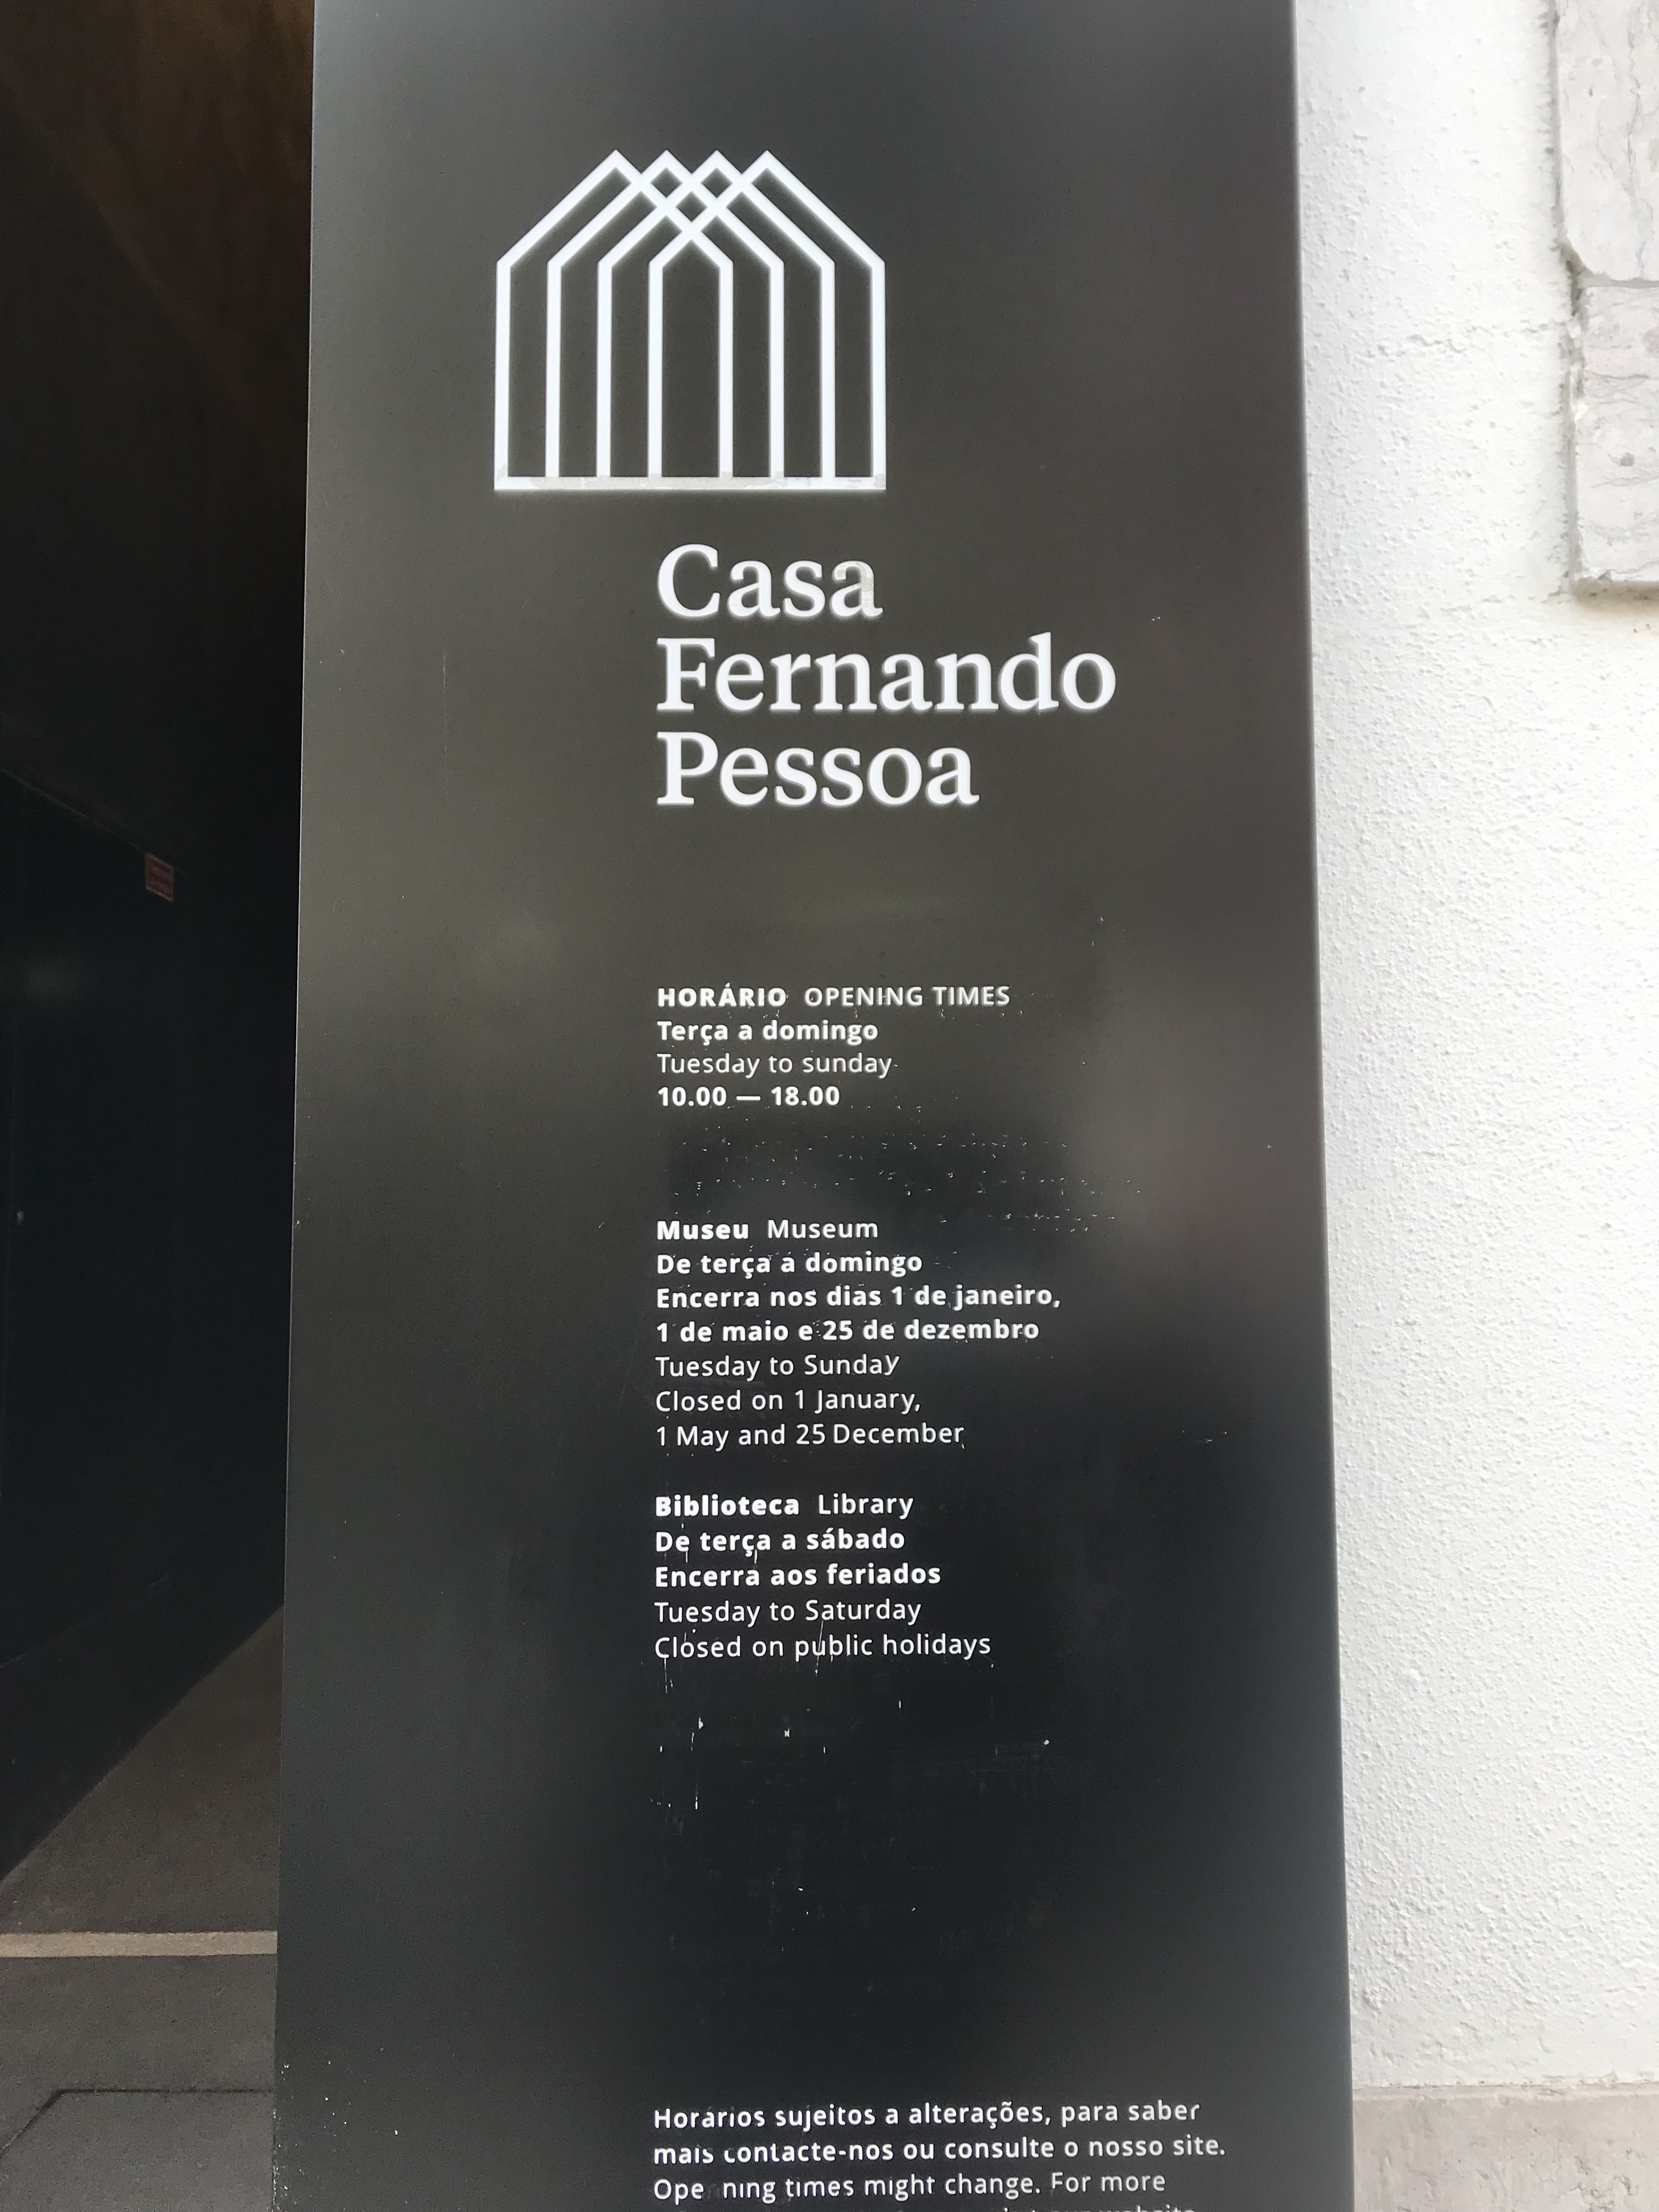 Casa
Fernando
Pessoa
HORÁRIO OPENING TIMES
Terça a domingo
Tuesday to sunday
10.00 — 18.00
Museu Museum
De terça a domingo
Encerra nos dias 1 de janeiro,
1 de maio e 25 de dezembro
Tuesday to Sunday
Closed on 1 January,
1 May and 25 December
Biblioteca Library
De terça a sábado
Encerra aos feriados
Tuesday to Saturday
Closed on public holidays
Horários sujeitos a alterações, para saber
mais contacte-nos ou consulte o nosso site.
Ope ning times might change. For more